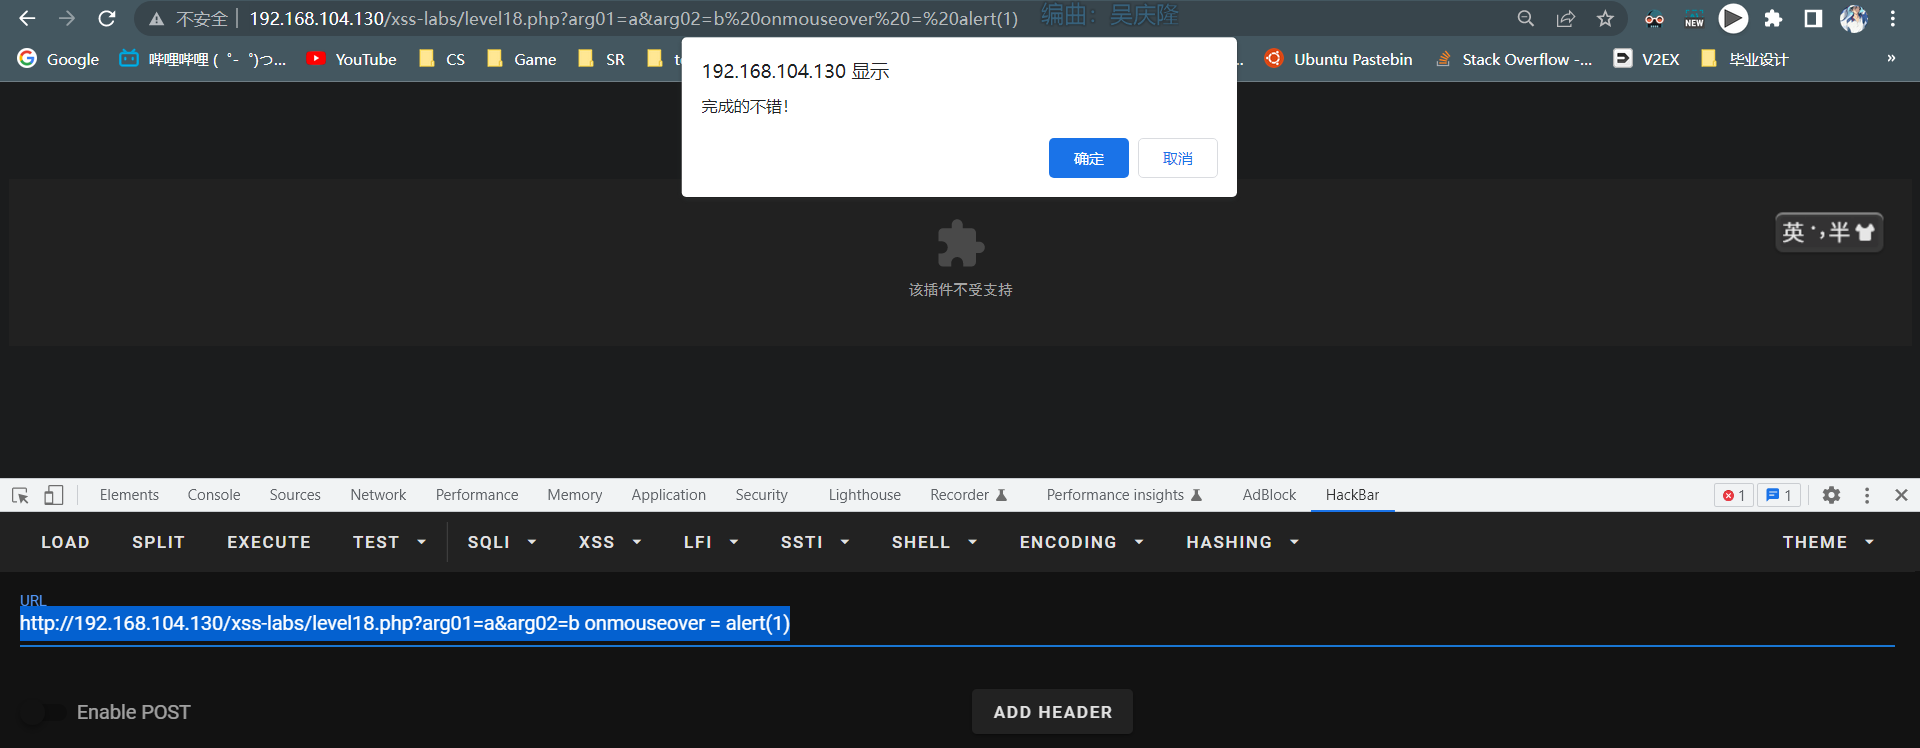 不安全 192.168.104.130/xss-labs/level18.php?arg01=a&arg02=b%20onmouseover%20=%20alert(1)
编曲: 吴庆隆
NEW
Google 哔哩哔哩 ( ゜- ゜)つ... YouTube CS Game SR
Ubuntu Pastebin Stack Overflow -... V2EX 毕业设计 »
192.168.104.130 显示
完成的不错!
确定 取消
英 ·, 半
该插件不受支持
Elements Console Sources Network Performance Memory Application Security Lighthouse Recorder Performance insights AdBlock HackBar 1 1
LOAD SPLIT EXECUTE TEST SQLI XSS LFI SSTI SHELL ENCODING HASHING THEME
URL
http://192.168.104.130/xss-labs/level18.php?arg01=a&arg02=b onmouseover = alert(1)
Enable POST ADD HEADER